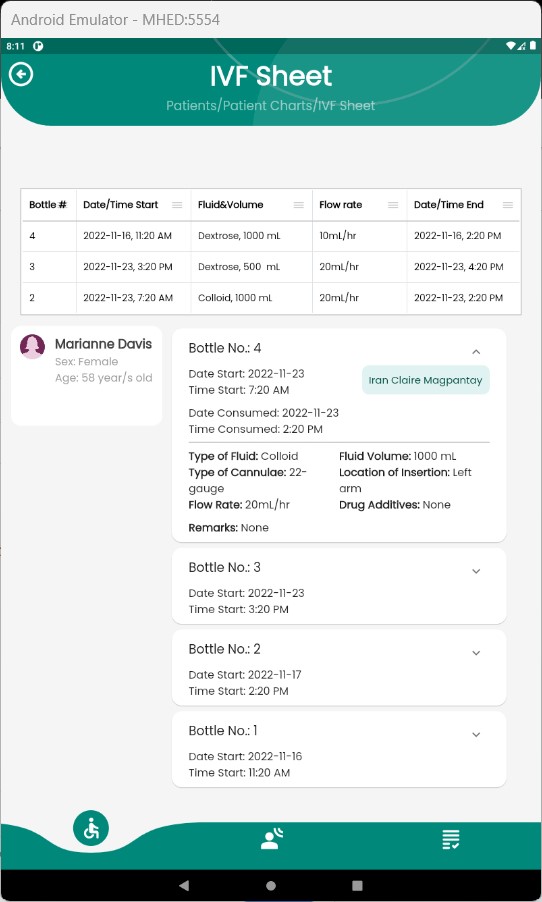 Android Emulator - MHED:5554
8:11
IVF Sheet
Patients/Patient Charts/IVF Sheet
Bottle # Date/Time Start Fluid&Volume Flow rate Date/Time End
4 2022-11-16, 11:20 AM Dextrose, 1000 mL 10mL/hr 2022-11-16, 2:20 PM
3 2022-11-23, 3:20 PM Dextrose, 500 mL 20mL/hr 2022-11-23, 4:20 PM
2 2022-11-23, 7:20 AM Colloid, 1000 mL 20mL/hr 2022-11-23, 2:20 PM
Marianne Davis
Sex: Female
Age: 58 year/s old
Bottle No.: 4
Date Start: 2022-11-23
Time Start: 7:20 AM
Iran Claire Magpantay
Date Consumed: 2022-11-23
Time Consumed: 2:20 PM
Type of Fluid: Colloid
Type of Cannulae: 22-
gauge
Flow Rate: 20mL/hr
Fluid Volume: 1000 mL
Location of Insertion: Left
arm
Drug Additives: None
Remarks: None
Bottle No.: 3
Date Start: 2022-11-23
Time Start: 3:20 PM
Bottle No.: 2
Date Start: 2022-11-17
Time Start: 2:20 PM
Bottle No.: 1
Date Start: 2022-11-16
Time Start: 11:20 AM